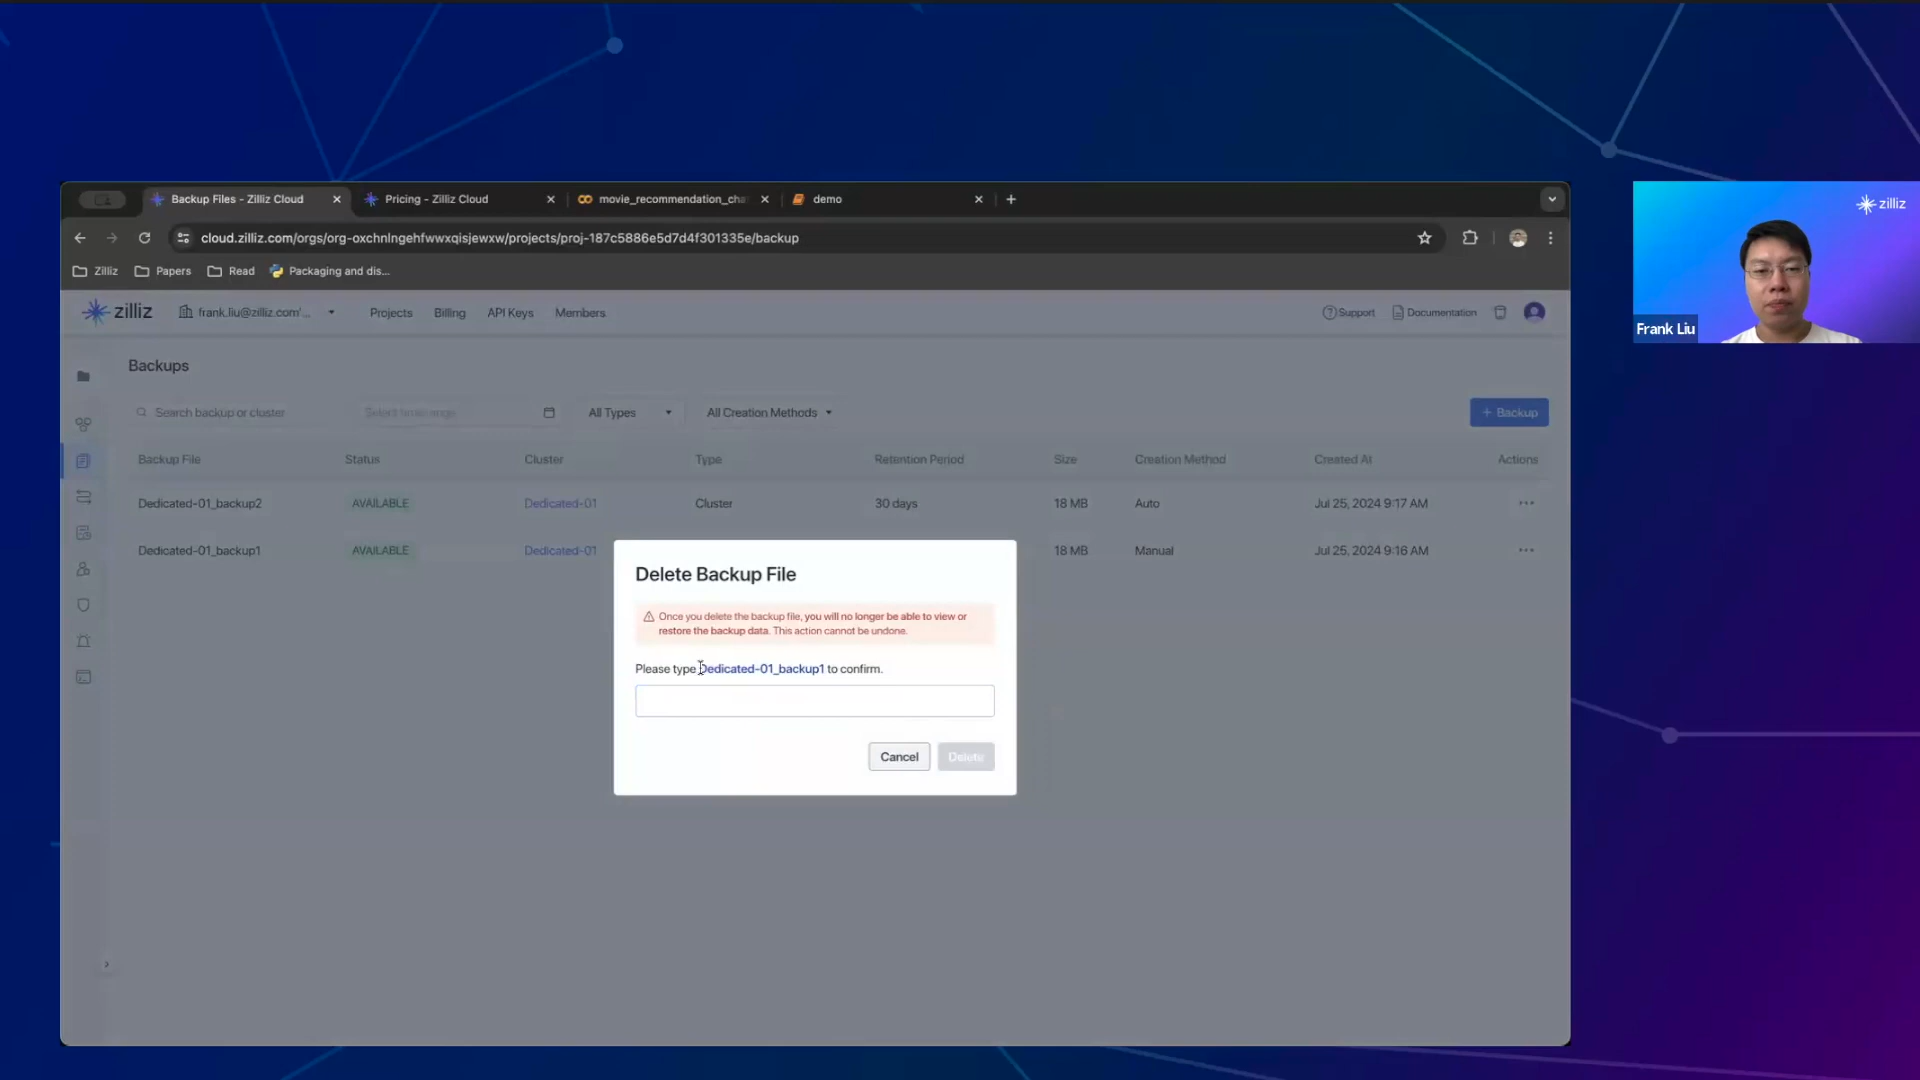 Backup Files - Zilliz Cloud
Pricing - Zilliz Cloud
movie_recommendation_cha
demo
cloud.zilliz.com/orgs/org-oxchnlngehfwwxqisjewxw/projects/proj-187c5886e5d7d4f301335e/backup
Zilliz
Papers
Read
Packaging and dis...
zilliz
frank.liu@zilliz.com'...
Projects
Billing
API Keys
Members
Support
Documentation
Backups
Search backup or cluster
Select time range
All Types
All Creation Methods
+ Backup
Backup File Status Cluster Type Retention Period Size Creation Method Created At Actions
Dedicated-01_backup2 AVAILABLE Dedicated-01 Cluster 30 days 18 MB Auto Jul 25, 2024 9:17 AM
Dedicated-01_backup1 AVAILABLE Dedicated-01 18 MB Manual Jul 25, 2024 9:16 AM
Delete Backup File
Once you delete the backup file, you will no longer be able to view or
restore the backup data. This action cannot be undone.
Please type Dedicated-01_backup1 to confirm.
Cancel
Delete
zilliz
Frank Liu